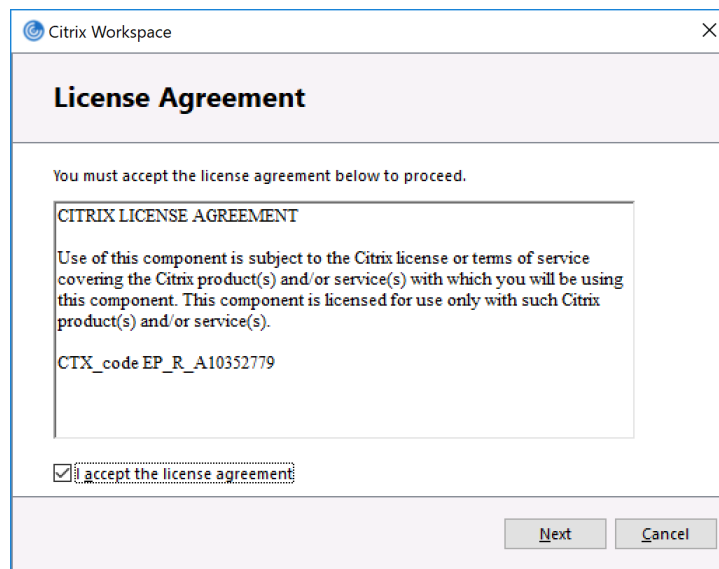 Citrix Workspace
License Agreement
You must accept the license agreement below to proceed.
CITRIX LICENSE AGREEMENT
Use of this component is subject to the Citrix license or terms of service
covering the Citrix product(s) and/or service(s) with which you will be using
this component. This component is licensed for use only with such Citrix
product(s) and/or service(s).
CTX_code EP_R_A10352779
I accept the license agreement
Next Cancel